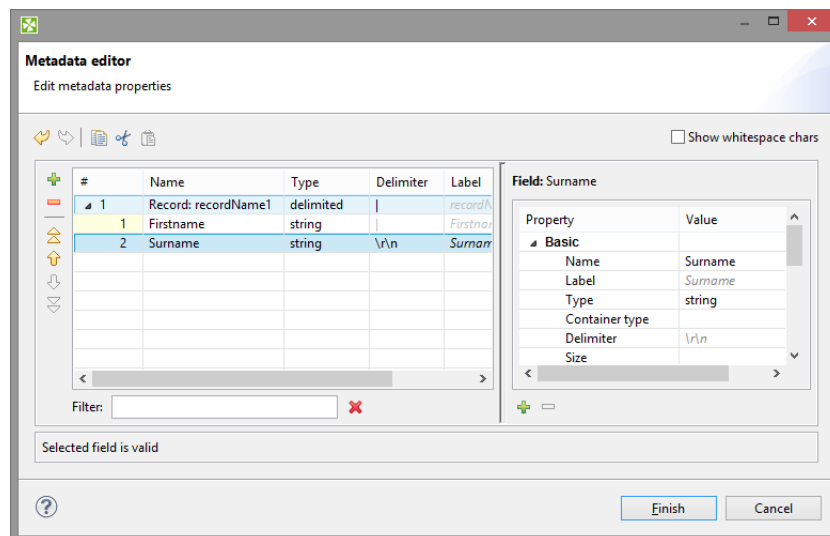 Metadata editor
Edit metadata properties
Show whitespace chars
# Name Type Delimiter Label
1 Record: recordName1 delimited | recordN
1 Firstname string | Firstnar
2 Surname string \r\n Surnam
Filter:
Field: Surname
Property Value
Basic
Name Surname
Label Surname
Type string
Container type
Delimiter \r\n
Size
Selected field is valid
Finish Cancel